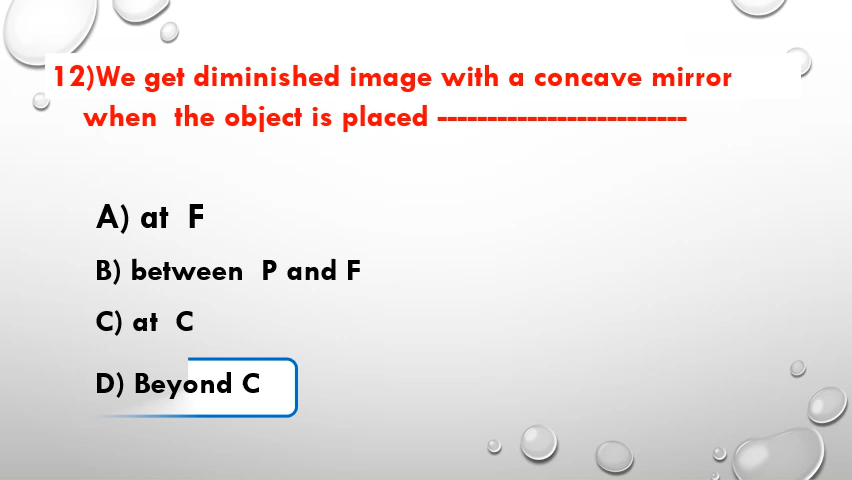 12)We get diminished image with a concave mirror
when the object is placed -------------------------
A) at F
B) between P and F
C) at C
D) Beyond C